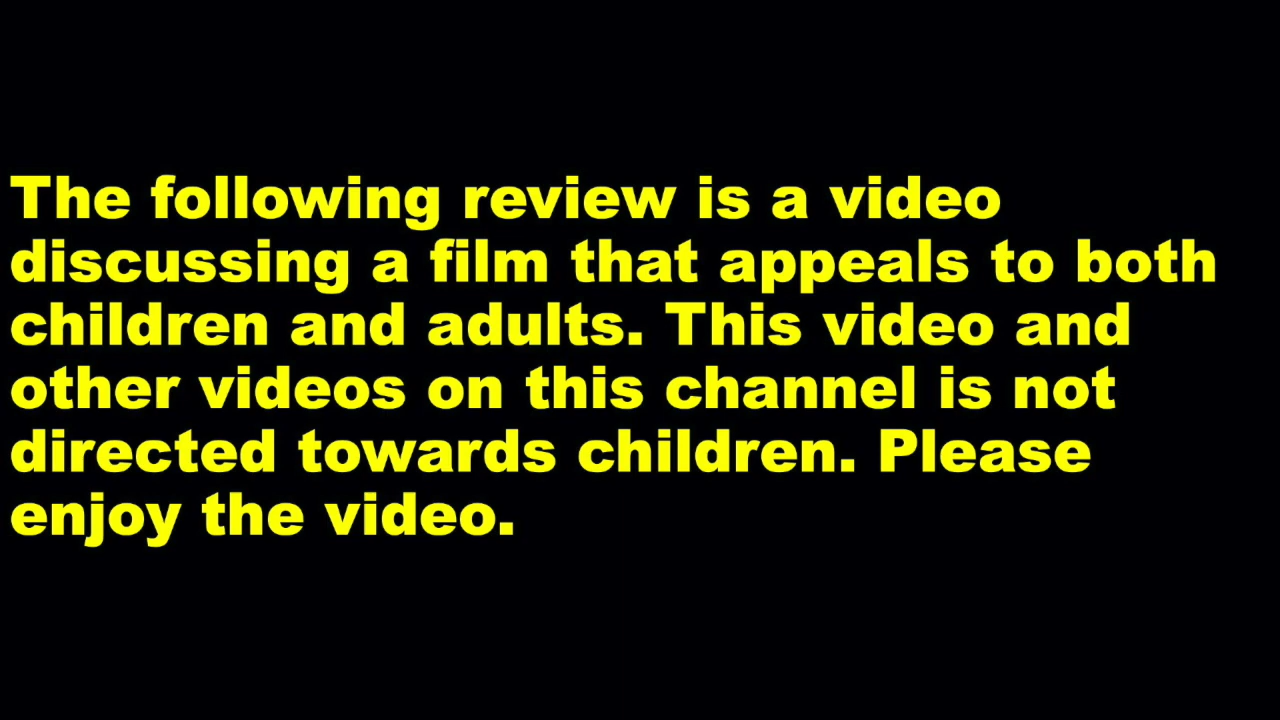 The following review is a video
discussing a film that appeals to both
children and adults. This video and
other videos on this channel is not
directed towards children. Please
enjoy the video.